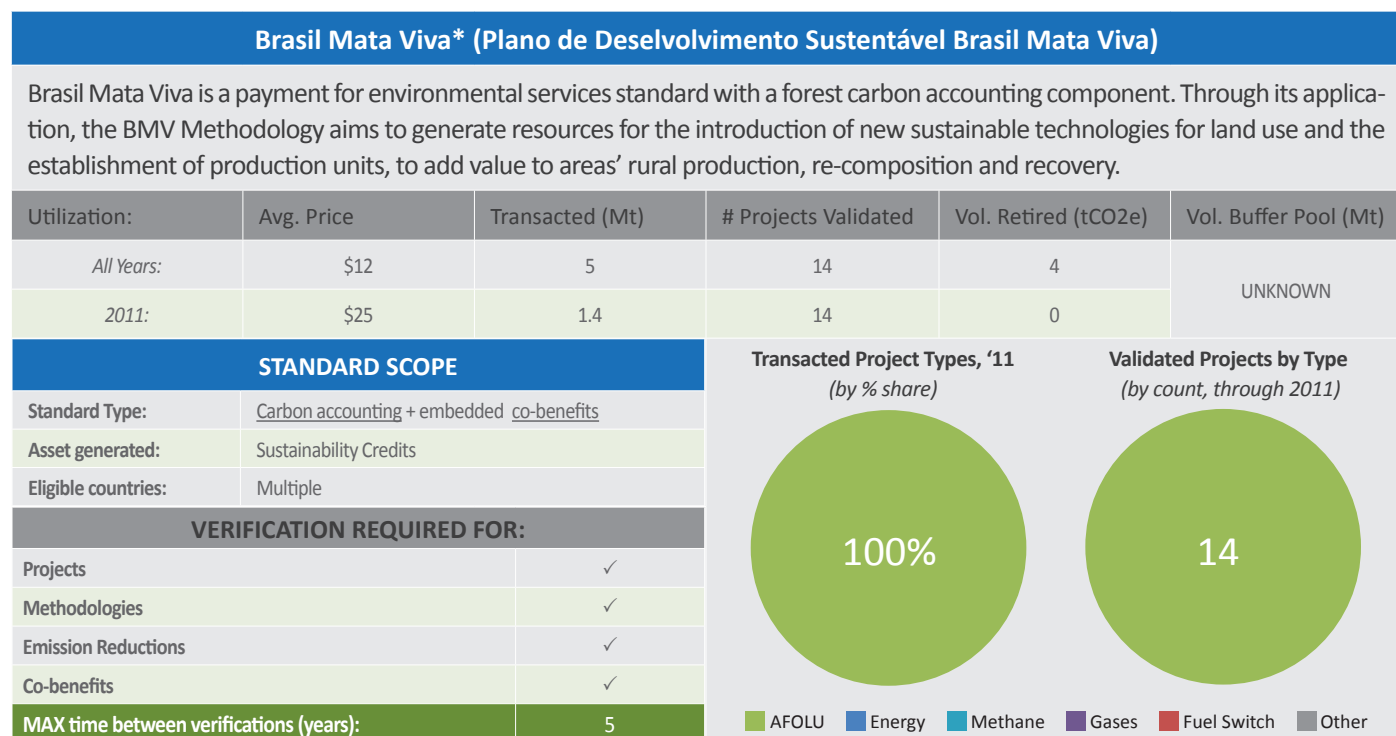 Brasil Mata Viva* (Plano de Deselvolvimento Sustentável Brasil Mata Viva)
Brasil Mata Viva is a payment for environmental services standard with a forest carbon accounting component. Through its applica-
tion, the BMV Methodology aims to generate resources for the introduction of new sustainable technologies for land use and the
establishment of production units, to add value to areas’ rural production, re-composition and recovery.
Utilization: Avg. Price Transacted (Mt) # Projects Validated Vol. Retired (tCO2e) Vol. Buffer Pool (Mt)
All Years: $12 5 14 4
UNKNOWN
2011: $25 1.4 14 0
STANDARD SCOPE
Standard Type: Carbon accounting + embedded co-benefits
Asset generated: Sustainability Credits
Eligible countries: Multiple
VERIFICATION REQUIRED FOR:
Projects ✓
Methodologies ✓
Emission Reductions ✓
Co-benefits ✓
MAX time between verifications (years): 5
Transacted Project Types, ‘11
(by % share)
100%
Validated Projects by Type
(by count, through 2011)
14
AFOLU Energy Methane Gases Fuel Switch Other